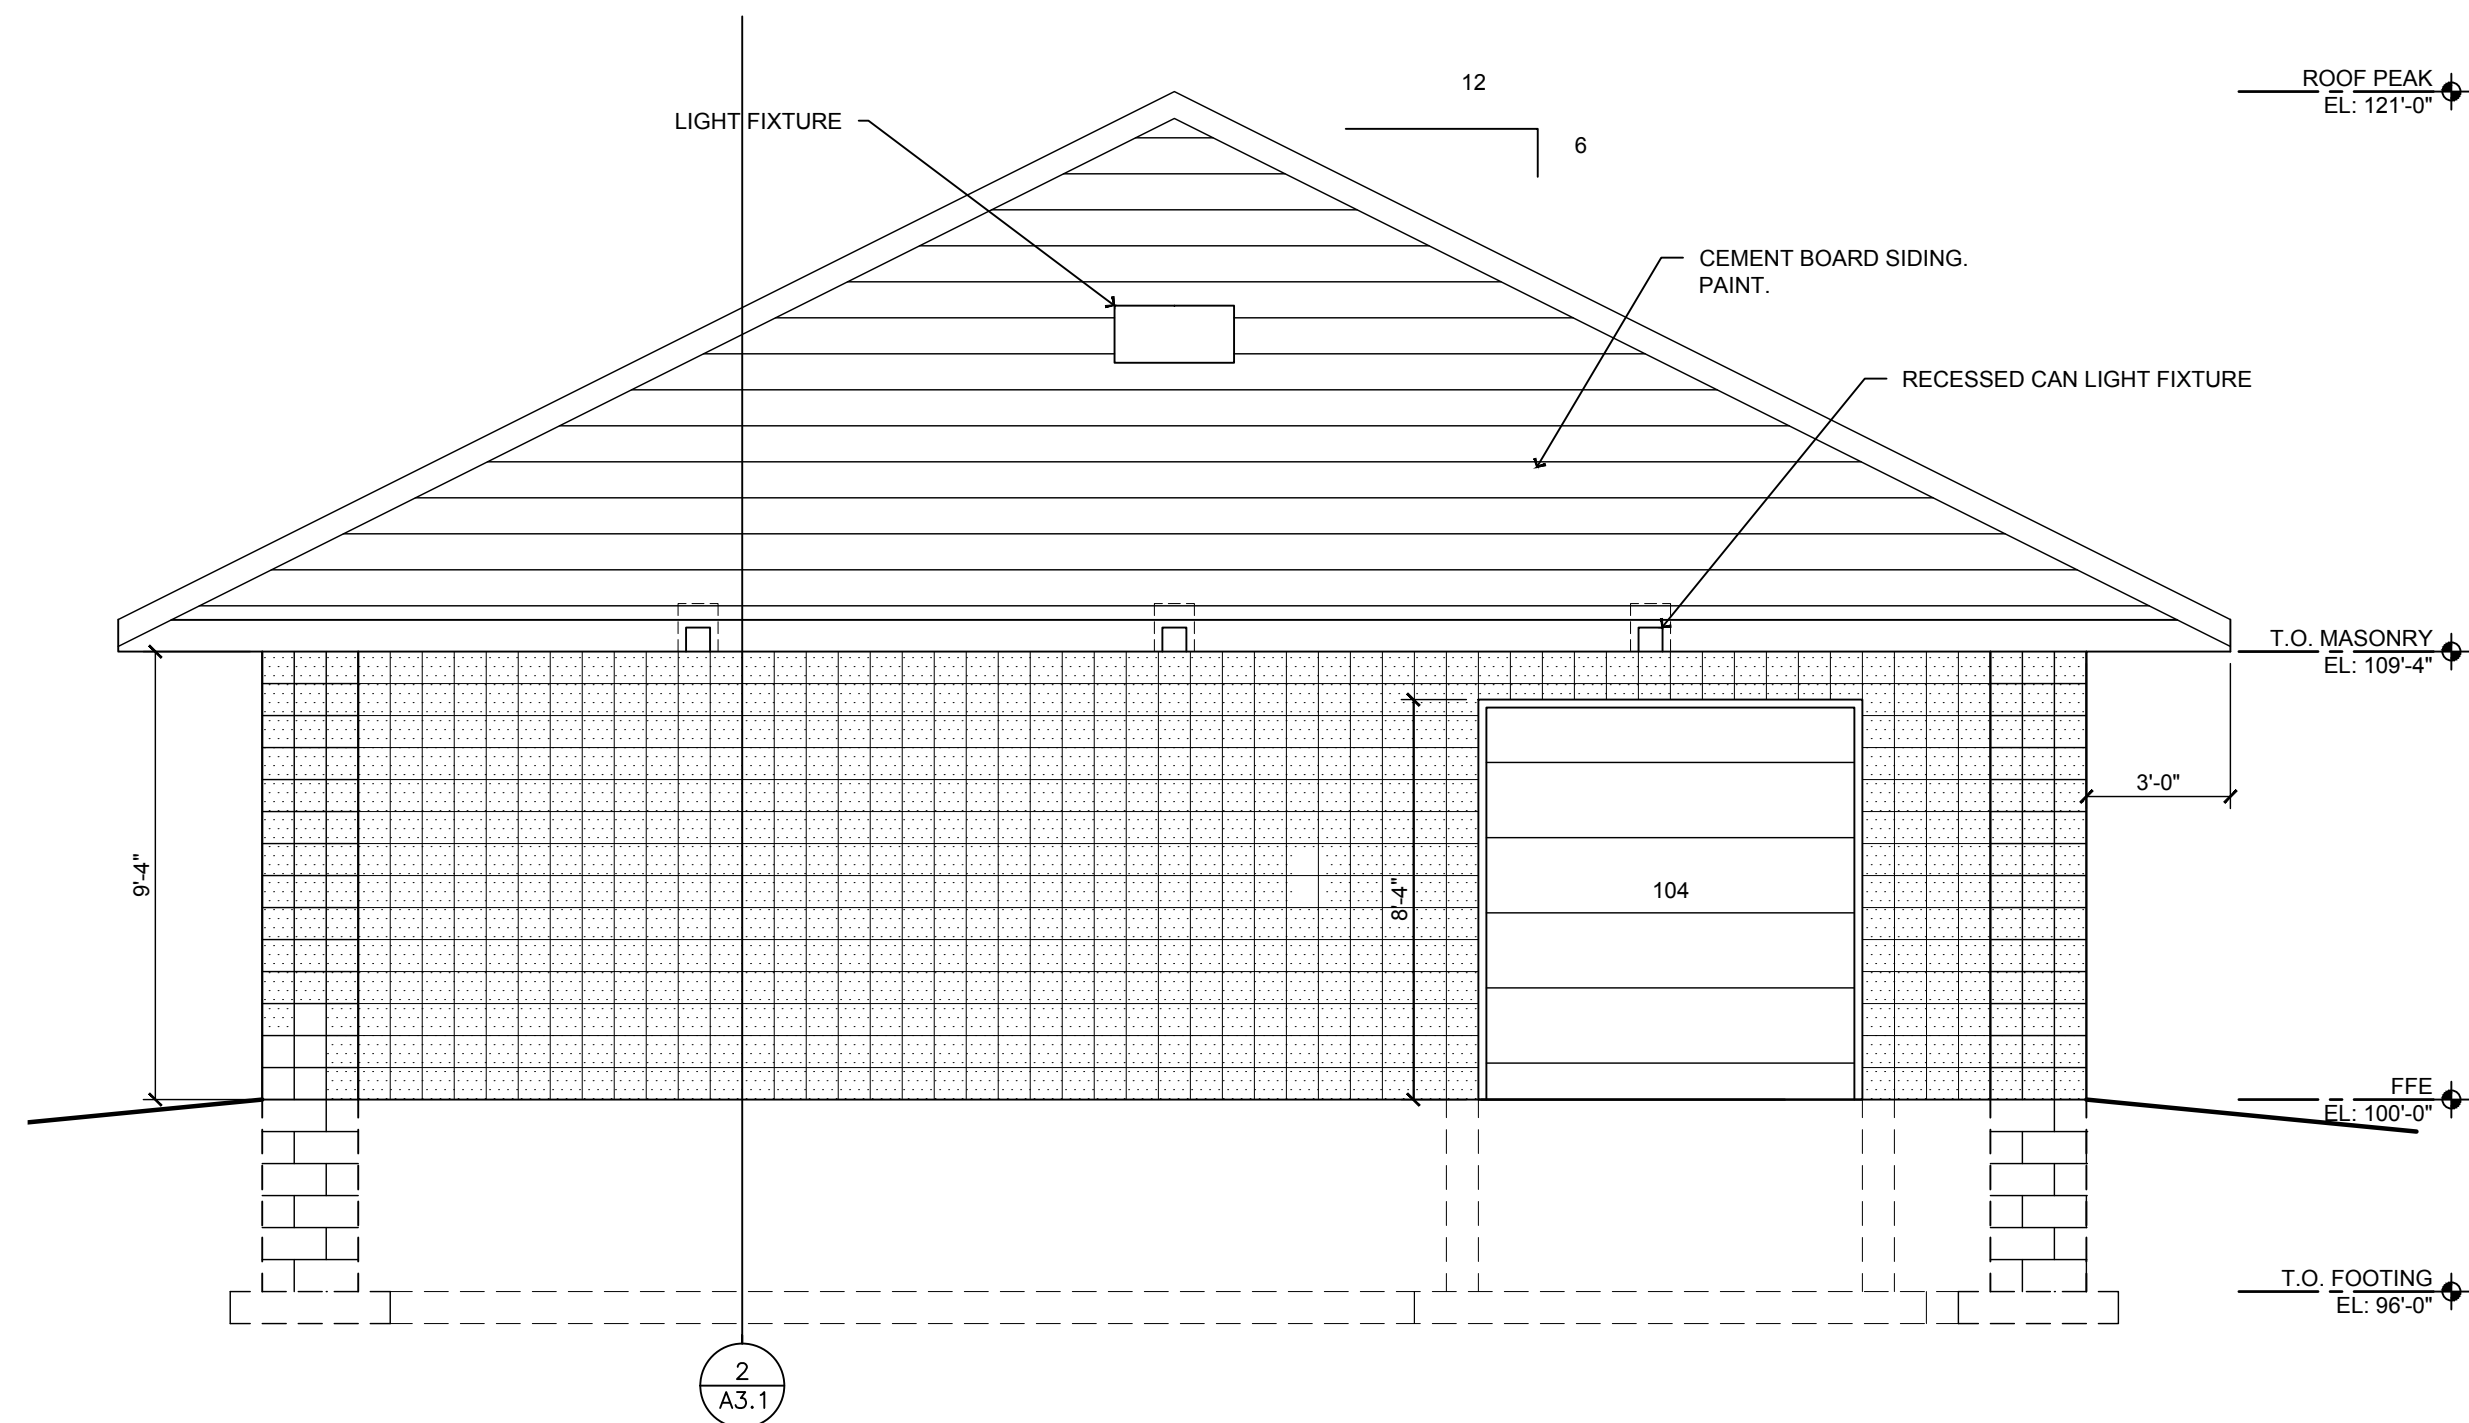 ROOF PEAK
EL: 121'-0"
12
6
LIGHT FIXTURE
CEMENT BOARD SIDING.
PAINT.
RECESSED CAN LIGHT FIXTURE
T.O. MASONRY
EL: 109'-4"
3'-0"
9'-4"
8'-4"
104
FFE
EL: 100'-0"
T.O. FOOTING
EL: 96'-0"
2
A3.1